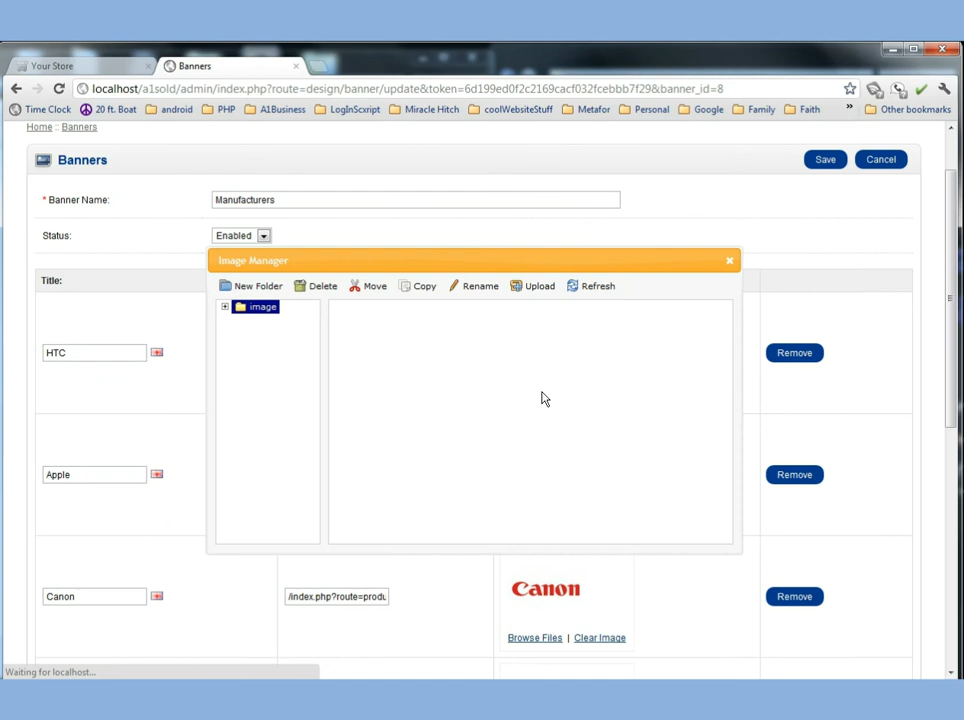 Your Store
Banners
localhost/a1sold/admin/index.php?route=design/banner/update&token=6d199ed0f2c2169cacf032fcebbb7f29&banner_id=8
Time Clock 20 ft. Boat android PHP A1Business LogInScxript Miracle Hitch coolWebsiteStuff Metafor Personal Google Family Faith » Other bookmarks
Home :: Banners
Banners Save Cancel
* Banner Name: Manufacturers
Status: Enabled
Image Manager
Title:
New Folder Delete Move Copy Rename Upload Refresh
image
HTC Remove
Apple Remove
Canon /index.php?route=produ Canon Remove
Browse Files | Clear Image
Waiting for localhost...